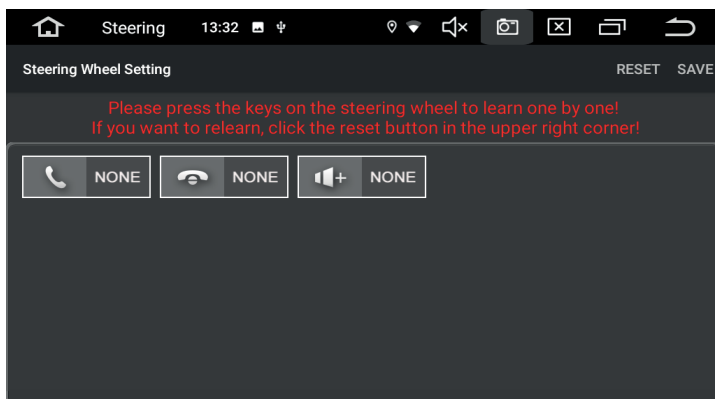 Steering 13:32
Steering Wheel Setting RESET SAVE
Please press the keys on the steering wheel to learn one by one!
If you want to relearn, click the reset button in the upper right corner!
NONE NONE NONE